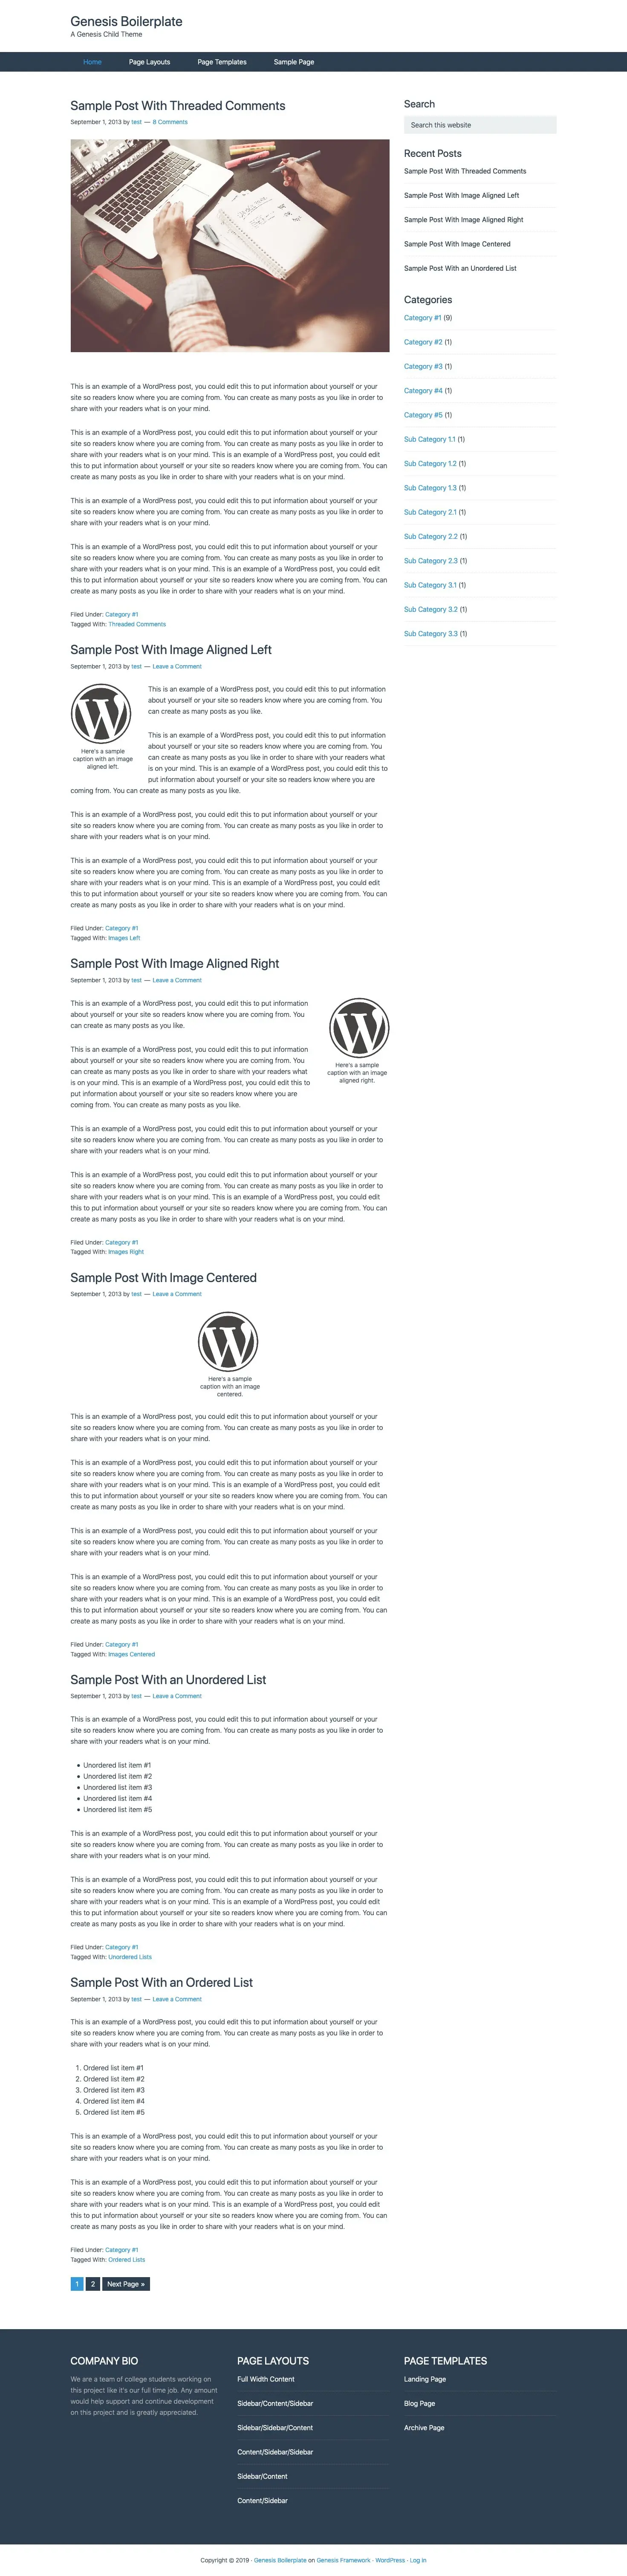 Genesis Boilerplate
A Genesis Child Theme
Home Page Layouts Page Templates Sample Page
Sample Post With Threaded Comments
September 1, 2013 by test — 8 Comments
This is an example of a WordPress post, you could edit this to put information about yourself or your
site so readers know where you are coming from. You can create as many posts as you like in order to
share with your readers what is on your mind.
This is an example of a WordPress post, you could edit this to put information about yourself or your
site so readers know where you are coming from. You can create as many posts as you like in order to
share with your readers what is on your mind. This is an example of a WordPress post, you could edit
this to put information about yourself or your site so readers know where you are coming from. You can
create as many posts as you like in order to share with your readers what is on your mind.
This is an example of a WordPress post, you could edit this to put information about yourself or your
site so readers know where you are coming from. You can create as many posts as you like in order to
share with your readers what is on your mind.
This is an example of a WordPress post, you could edit this to put information about yourself or your
site so readers know where you are coming from. You can create as many posts as you like in order to
share with your readers what is on your mind. This is an example of a WordPress post, you could edit
this to put information about yourself or your site so readers know where you are coming from. You can
create as many posts as you like in order to share with your readers what is on your mind.
Filed Under: Category #1
Tagged With: Threaded Comments
Sample Post With Image Aligned Left
September 1, 2013 by test — Leave a Comment
Here's a sample
caption with an image
aligned left.
This is an example of a WordPress post, you could edit this to put information
about yourself or your site so readers know where you are coming from. You
can create as many posts as you like.
This is an example of a WordPress post, you could edit this to put information
about yourself or your site so readers know where you are coming from. You
can create as many posts as you like in order to share with your readers what
is on your mind. This is an example of a WordPress post, you could edit this to
put information about yourself or your site so readers know where you are
coming from. You can create as many posts as you like.
This is an example of a WordPress post, you could edit this to put information about yourself or your
site so readers know where you are coming from. You can create as many posts as you like in order to
share with your readers what is on your mind.
This is an example of a WordPress post, you could edit this to put information about yourself or your
site so readers know where you are coming from. You can create as many posts as you like in order to
share with your readers what is on your mind. This is an example of a WordPress post, you could edit
this to put information about yourself or your site so readers know where you are coming from. You can
create as many posts as you like in order to share with your readers what is on your mind.
Filed Under: Category #1
Tagged With: Images Left
Sample Post With Image Aligned Right
September 1, 2013 by test — Leave a Comment
This is an example of a WordPress post, you could edit this to put information
about yourself or your site so readers know where you are coming from. You
can create as many posts as you like.
Here's a sample
caption with an image
aligned right.
This is an example of a WordPress post, you could edit this to put information
about yourself or your site so readers know where you are coming from. You
can create as many posts as you like in order to share with your readers what
is on your mind. This is an example of a WordPress post, you could edit this to
put information about yourself or your site so readers know where you are
coming from. You can create as many posts as you like.
This is an example of a WordPress post, you could edit this to put information about yourself or your
site so readers know where you are coming from. You can create as many posts as you like in order to
share with your readers what is on your mind.
This is an example of a WordPress post, you could edit this to put information about yourself or your
site so readers know where you are coming from. You can create as many posts as you like in order to
share with your readers what is on your mind. This is an example of a WordPress post, you could edit
this to put information about yourself or your site so readers know where you are coming from. You can
create as many posts as you like in order to share with your readers what is on your mind.
Filed Under: Category #1
Tagged With: Images Right
Sample Post With Image Centered
September 1, 2013 by test — Leave a Comment
Here's a sample
caption with an image
centered.
This is an example of a WordPress post, you could edit this to put information about yourself or your
site so readers know where you are coming from. You can create as many posts as you like in order to
share with your readers what is on your mind.
This is an example of a WordPress post, you could edit this to put information about yourself or your
site so readers know where you are coming from. You can create as many posts as you like in order to
share with your readers what is on your mind. This is an example of a WordPress post, you could edit
this to put information about yourself or your site so readers know where you are coming from. You can
create as many posts as you like in order to share with your readers what is on your mind.
This is an example of a WordPress post, you could edit this to put information about yourself or your
site so readers know where you are coming from. You can create as many posts as you like in order to
share with your readers what is on your mind.
This is an example of a WordPress post, you could edit this to put information about yourself or your
site so readers know where you are coming from. You can create as many posts as you like in order to
share with your readers what is on your mind. This is an example of a WordPress post, you could edit
this to put information about yourself or your site so readers know where you are coming from. You can
create as many posts as you like in order to share with your readers what is on your mind.
Filed Under: Category #1
Tagged With: Images Centered
Sample Post With an Unordered List
September 1, 2013 by test — Leave a Comment
This is an example of a WordPress post, you could edit this to put information about yourself or your
site so readers know where you are coming from. You can create as many posts as you like in order to
share with your readers what is on your mind.
• Unordered list item #1
• Unordered list item #2
• Unordered list item #3
• Unordered list item #4
• Unordered list item #5
This is an example of a WordPress post, you could edit this to put information about yourself or your
site so readers know where you are coming from. You can create as many posts as you like in order to
share with your readers what is on your mind.
This is an example of a WordPress post, you could edit this to put information about yourself or your
site so readers know where you are coming from. You can create as many posts as you like in order to
share with your readers what is on your mind. This is an example of a WordPress post, you could edit
this to put information about yourself or your site so readers know where you are coming from. You can
create as many posts as you like in order to share with your readers what is on your mind.
Filed Under: Category #1
Tagged With: Unordered Lists
Sample Post With an Ordered List
September 1, 2013 by test — Leave a Comment
This is an example of a WordPress post, you could edit this to put information about yourself or your
site so readers know where you are coming from. You can create as many posts as you like in order to
share with your readers what is on your mind.
1. Ordered list item #1
2. Ordered list item #2
3. Ordered list item #3
4. Ordered list item #4
5. Ordered list item #5
This is an example of a WordPress post, you could edit this to put information about yourself or your
site so readers know where you are coming from. You can create as many posts as you like in order to
share with your readers what is on your mind.
This is an example of a WordPress post, you could edit this to put information about yourself or your
site so readers know where you are coming from. You can create as many posts as you like in order to
share with your readers what is on your mind. This is an example of a WordPress post, you could edit
this to put information about yourself or your site so readers know where you are coming from. You can
create as many posts as you like in order to share with your readers what is on your mind.
Filed Under: Category #1
Tagged With: Ordered Lists
1 2 Next Page »
Search
Search this website
Recent Posts
Sample Post With Threaded Comments
Sample Post With Image Aligned Left
Sample Post With Image Aligned Right
Sample Post With Image Centered
Sample Post With an Unordered List
Categories
Category #1 (9)
Category #2 (1)
Category #3 (1)
Category #4 (1)
Category #5 (1)
Sub Category 1.1 (1)
Sub Category 1.2 (1)
Sub Category 1.3 (1)
Sub Category 2.1 (1)
Sub Category 2.2 (1)
Sub Category 2.3 (1)
Sub Category 3.1 (1)
Sub Category 3.2 (1)
Sub Category 3.3 (1)
COMPANY BIO
We are a team of college students working on
this project like it's our full time job. Any amount
would help support and continue development
on this project and is greatly appreciated.
PAGE LAYOUTS
Full Width Content
Sidebar/Content/Sidebar
Sidebar/Sidebar/Content
Content/Sidebar/Sidebar
Sidebar/Content
Content/Sidebar
PAGE TEMPLATES
Landing Page
Blog Page
Archive Page
Copyright © 2019 · Genesis Boilerplate on Genesis Framework · WordPress · Log in